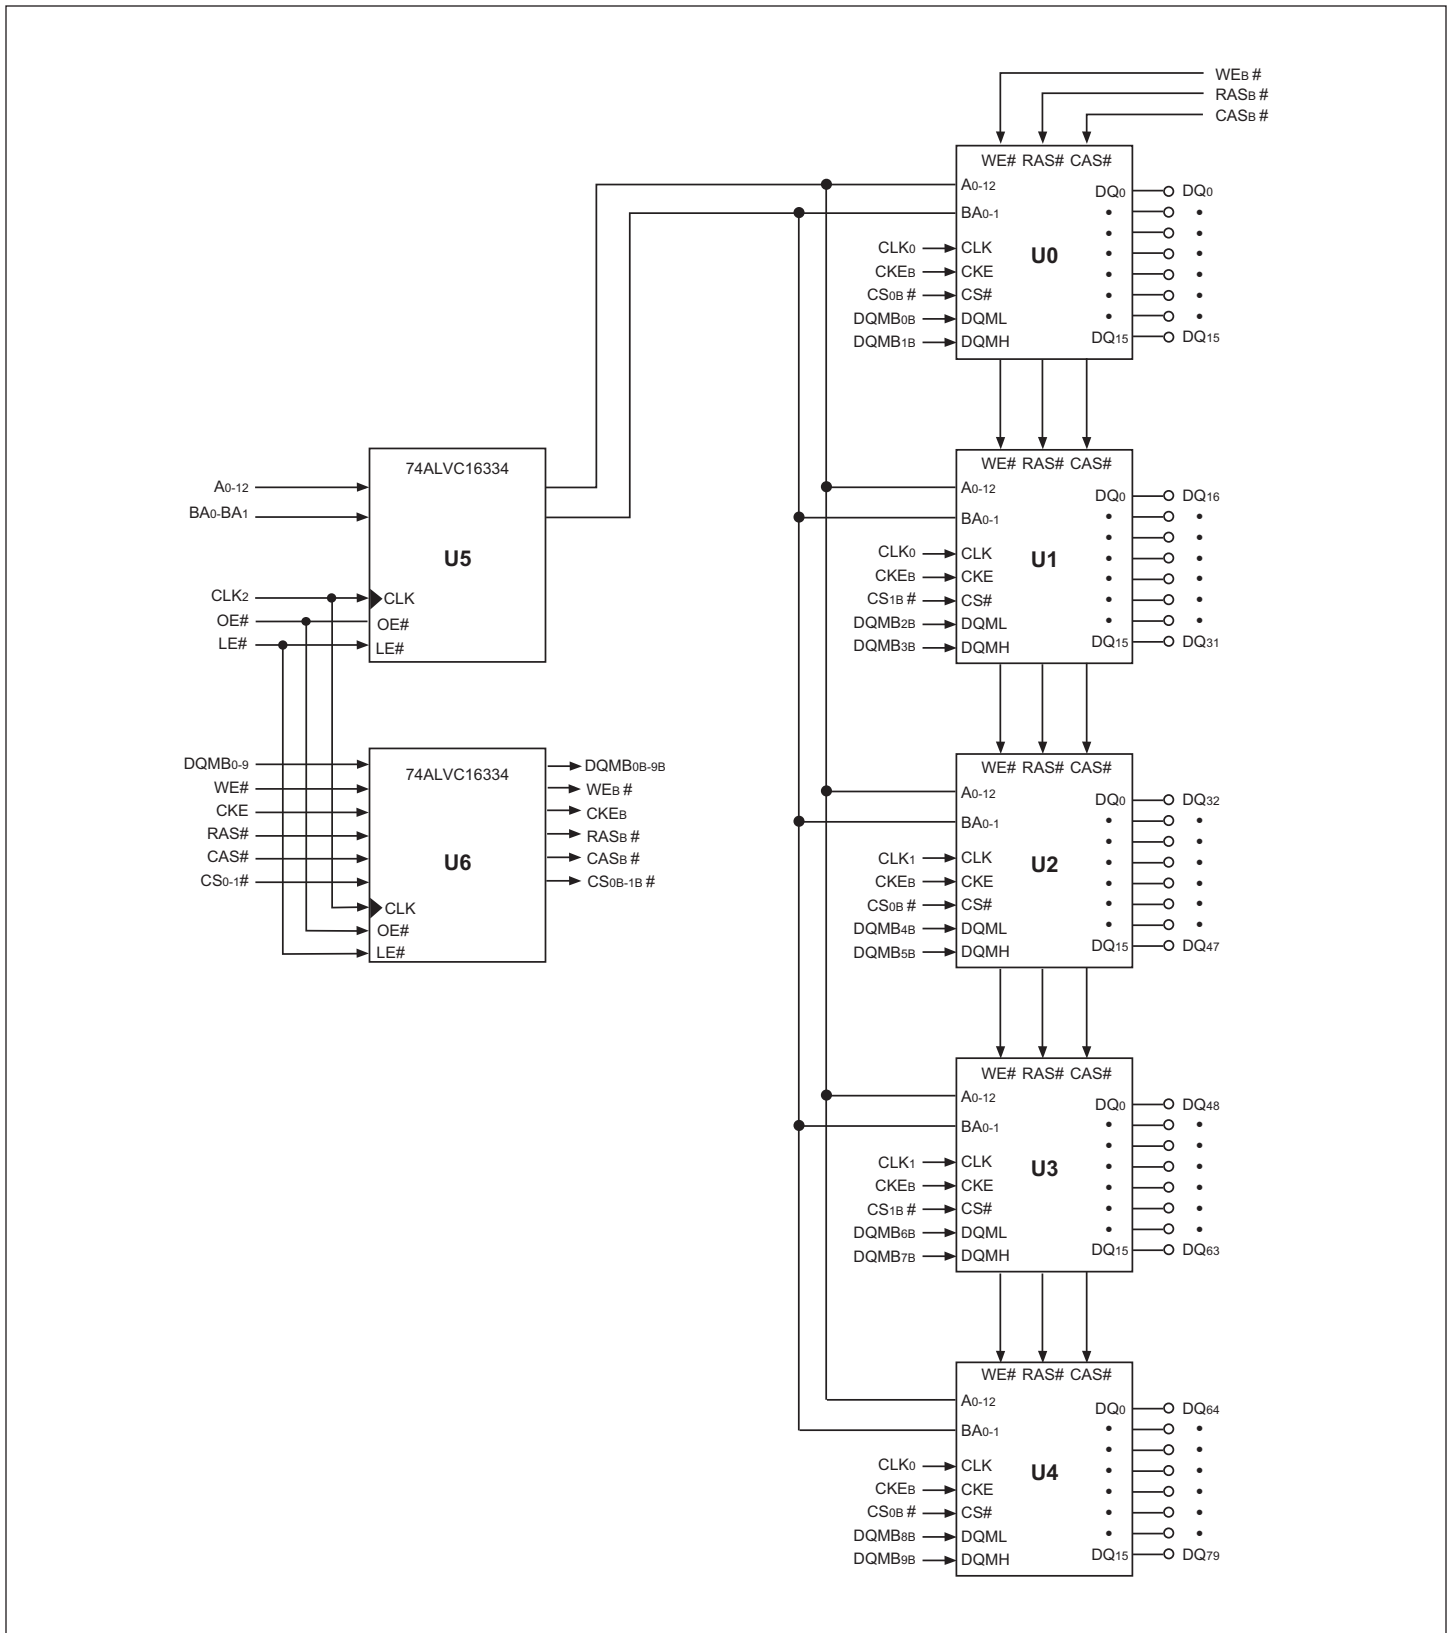 WEB #
RASB #
CASB #
WE# RAS# CAS#
A0-12
BA0-1
CLK0 CLK
CKEB CKE
CS0B # CS#
DQMB0B DQML
DQMB1B DQMH
U0
DQ0 DQ0
DQ15 DQ15
74ALVC16334
A0-12
BA0-BA1
U5
CLK2 CLK
OE# OE#
LE# LE#
WE# RAS# CAS#
A0-12
BA0-1
CLK0 CLK
CKEB CKE
CS1B # CS#
DQMB2B DQML
DQMB3B DQMH
U1
DQ0 DQ16
DQ15 DQ31
74ALVC16334
DQMB0-9 DQMB0B-9B
WE# WEB #
CKE CKEB
RAS# RASB #
CAS# CASB #
CS0-1# CS0B-1B #
U6
CLK
OE#
LE#
WE# RAS# CAS#
A0-12
BA0-1
CLK1 CLK
CKEB CKE
CS0B # CS#
DQMB4B DQML
DQMB5B DQMH
U2
DQ0 DQ32
DQ15 DQ47
WE# RAS# CAS#
A0-12
BA0-1
CLK1 CLK
CKEB CKE
CS1B # CS#
DQMB6B DQML
DQMB7B DQMH
U3
DQ0 DQ48
DQ15 DQ63
WE# RAS# CAS#
A0-12
BA0-1
CLK0 CLK
CKEB CKE
CS0B # CS#
DQMB8B DQML
DQMB9B DQMH
U4
DQ0 DQ64
DQ15 DQ79